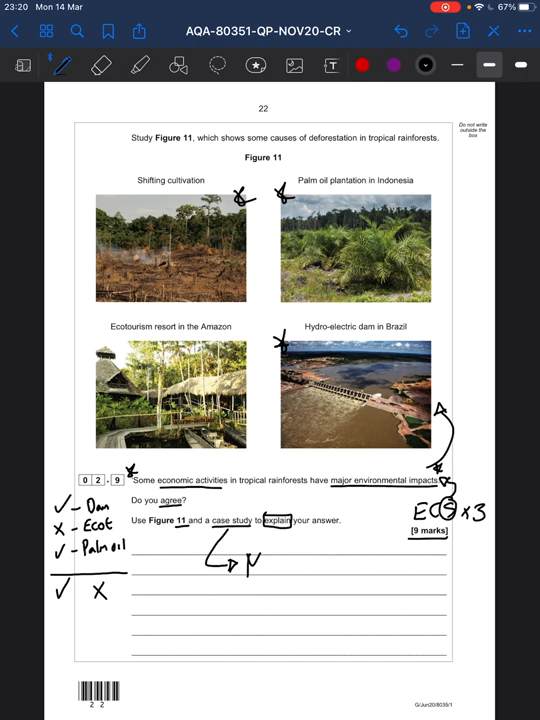 23:20 Mon 14 Mar
67%
AQA-80351-QP-NOV20-CR
22
Do not write
outside the
box
Study Figure 11, which shows some causes of deforestation in tropical rainforests.
Figure 11
Shifting cultivation
Palm oil plantation in Indonesia
Ecotourism resort in the Amazon
Hydro-electric dam in Brazil
0 2 . 9 Some economic activities in tropical rainforests have major environmental impacts.
Do you agree?
Use Figure 11 and a case study to explain your answer.
[9 marks]
✓ - Dam
X - Ecot
✓ - Palm oil
✓ X
ECS x 3
N
2 2
G/Jun20/8035/1